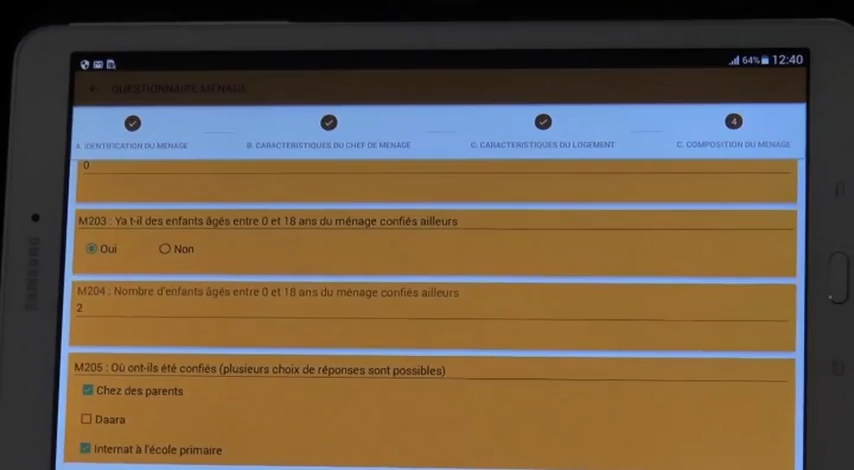 64% 12:40
QUESTIONNAIRE MENAGE
4
A. IDENTIFICATION DU MENAGE
B. CARACTERISTIQUES DU CHEF DE MENAGE
C. CARACTERISTIQUES DU LOGEMENT
C. COMPOSITION DU MENAGE
0
M203 : Ya t-il des enfants âgés entre 0 et 18 ans du ménage confiés ailleurs
Oui Non
M204 : Nombre d'enfants âgés entre 0 et 18 ans du ménage confiés ailleurs
2
M205 : Où ont-ils été confiés (plusieurs choix de réponses sont possibles)
Chez des parents
Daara
Internat à l'école primaire
SAMSUNG